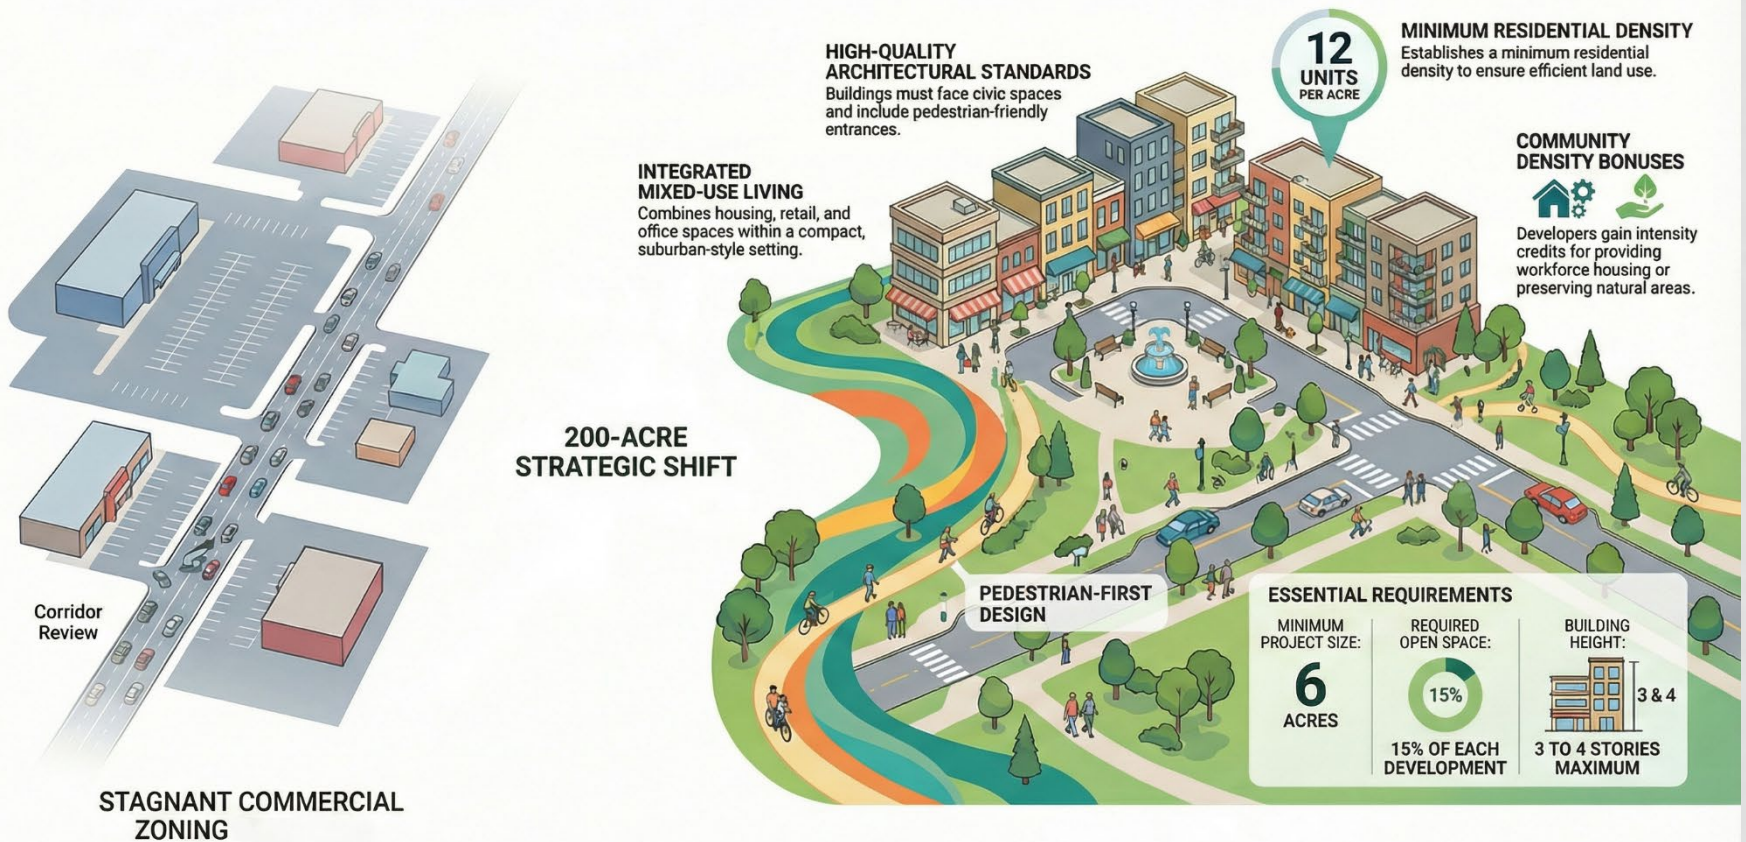 HIGH-QUALITY
ARCHITECTURAL STANDARDS
Buildings must face civic spaces
and include pedestrian-friendly
entrances.
12
UNITS
PER ACRE
MINIMUM RESIDENTIAL DENSITY
Establishes a minimum residential
density to ensure efficient land use.
INTEGRATED
MIXED-USE LIVING
Combines housing, retail, and
office spaces within a compact,
suburban-style setting.
COMMUNITY
DENSITY BONUSES
Developers gain intensity
credits for providing
workforce housing or
preserving natural areas.
200-ACRE
STRATEGIC SHIFT
Corridor
Review
PEDESTRIAN-FIRST
DESIGN
ESSENTIAL REQUIREMENTS
MINIMUM
PROJECT SIZE:
6
ACRES
REQUIRED
OPEN SPACE:
15%
15% OF EACH
DEVELOPMENT
BUILDING
HEIGHT:
3 & 4
3 TO 4 STORIES
MAXIMUM
STAGNANT COMMERCIAL
ZONING